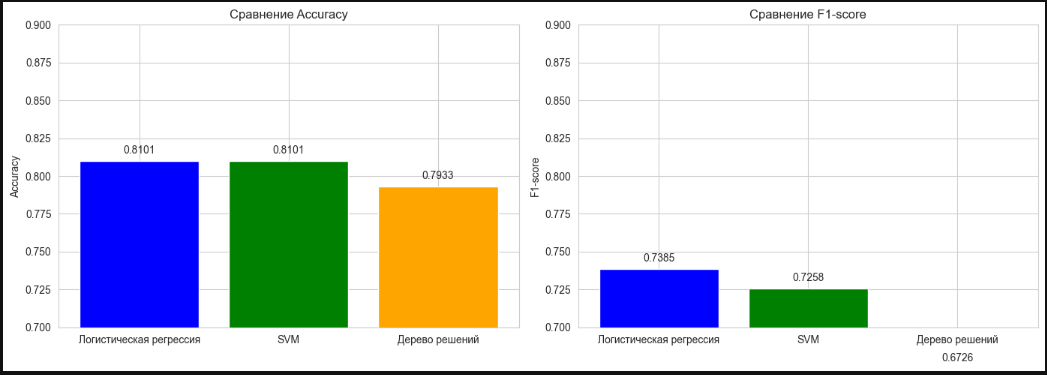 Сравнение Accuracy
0.900
0.875
0.850
0.825
0.800
0.775
0.750
0.725
0.700
Accuracy
0.8101
0.8101
0.7933
Логистическая регрессия
SVM
Дерево решений
Сравнение F1-score
0.900
0.875
0.850
0.825
0.800
0.775
0.750
0.725
0.700
F1-score
0.7385
0.7258
Логистическая регрессия
SVM
Дерево решений
0.6726